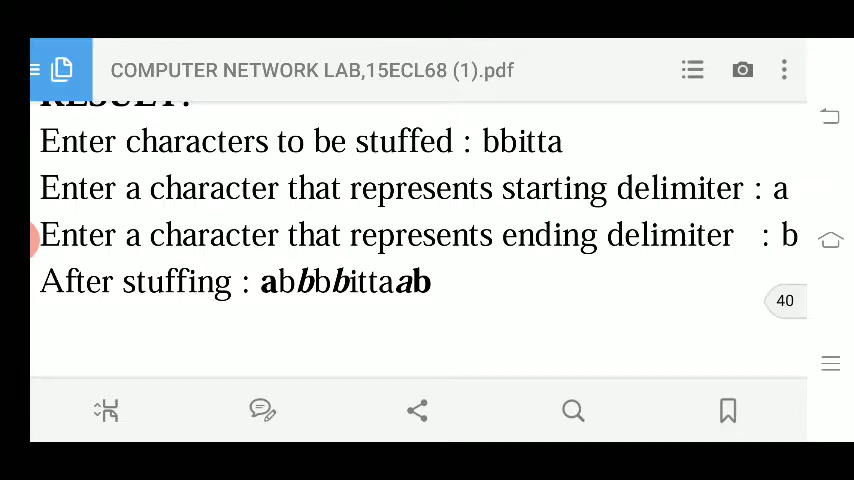 COMPUTER NETWORK LAB,15ECL68 (1).pdf
RESULT:
Enter characters to be stuffed : bbitta
Enter a character that represents starting delimiter : a
Enter a character that represents ending delimiter : b
After stuffing : abbbbittaab
40